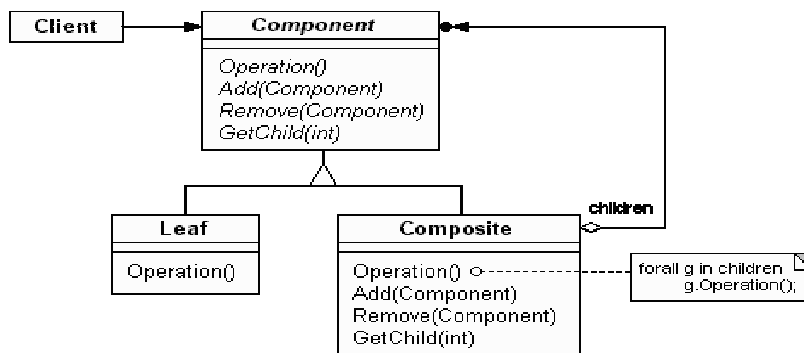 Client
Component
Operation()
Add(Component)
Remove(Component)
GetChild(int)
children
Leaf
Operation()
Composite
Operation()
Add(Component)
Remove(Component)
GetChild(int)
forall g in children
g.Operation();